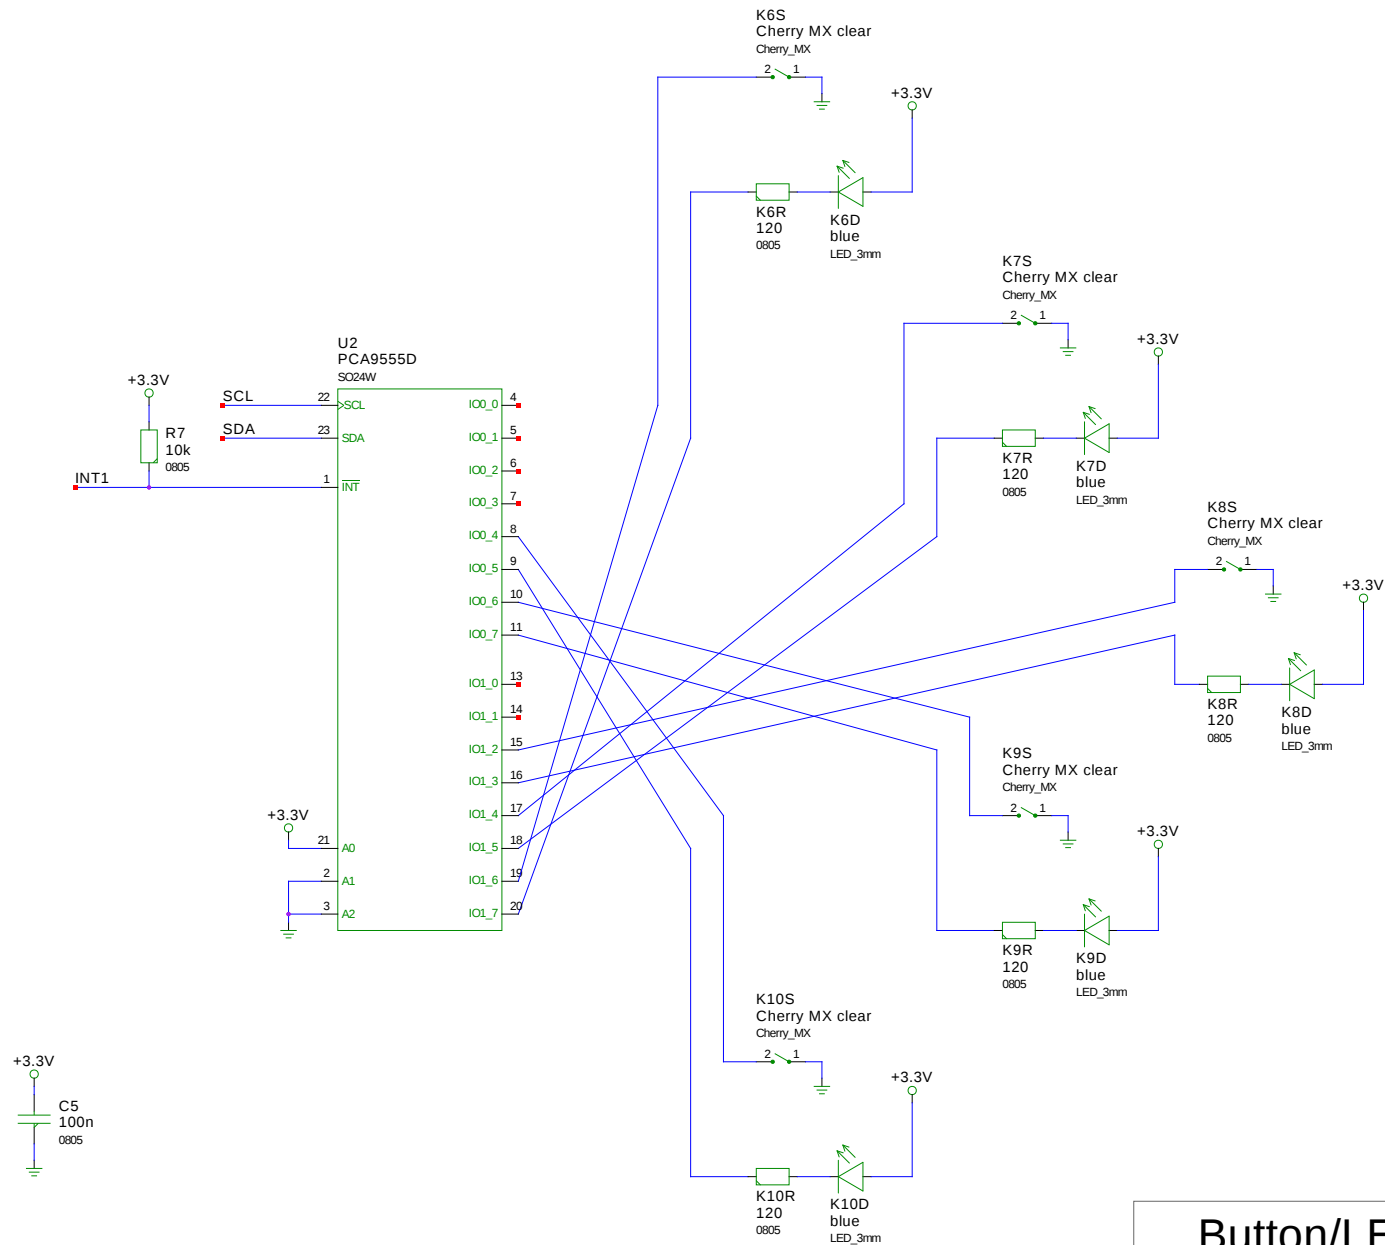 K6S
Cherry MX clear
Cherry_MX
2 1
+3.3V
K6R
120
0805
K6D
blue
LED_3mm
K7S
Cherry MX clear
Cherry_MX
2 1
+3.3V
K7R
120
0805
K7D
blue
LED_3mm
K8S
Cherry MX clear
Cherry_MX
2 1
+3.3V
K8R
120
0805
K8D
blue
LED_3mm
U2
PCA9555D
SO24W
+3.3V
R7
10k
0805
INT1
SCL
SDA
22 SCL
23 SDA
1 INT
+3.3V
21 A0
2 A1
3 A2
IO0_0 4
IO0_1 5
IO0_2 6
IO0_3 7
IO0_4 8
IO0_5 9
IO0_6 10
IO0_7 11
IO1_0 13
IO1_1 14
IO1_2 15
IO1_3 16
IO1_4 17
IO1_5 18
IO1_6 19
IO1_7 20
K9S
Cherry MX clear
Cherry_MX
2 1
+3.3V
K9R
120
0805
K9D
blue
LED_3mm
K10S
Cherry MX clear
Cherry_MX
2 1
+3.3V
K10R
120
0805
K10D
blue
LED_3mm
+3.3V
C5
100n
0805